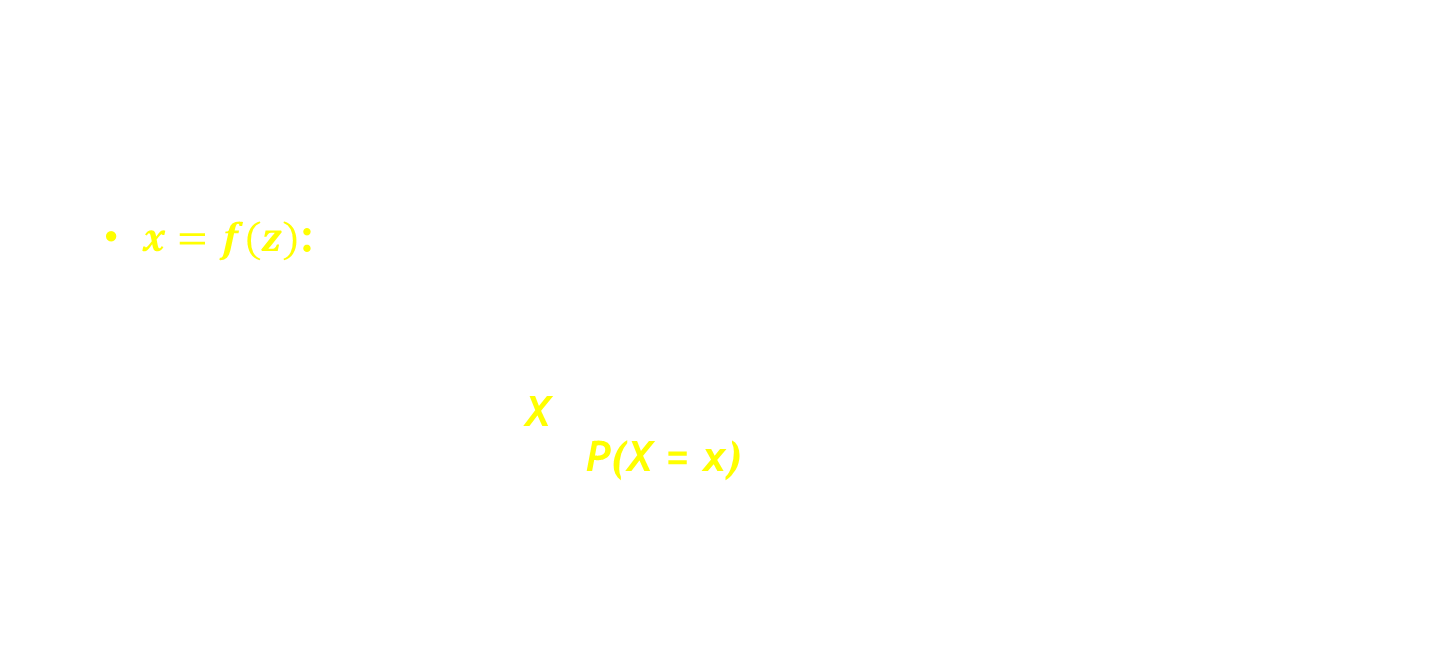 • x = f(z):
X
P(X = x)